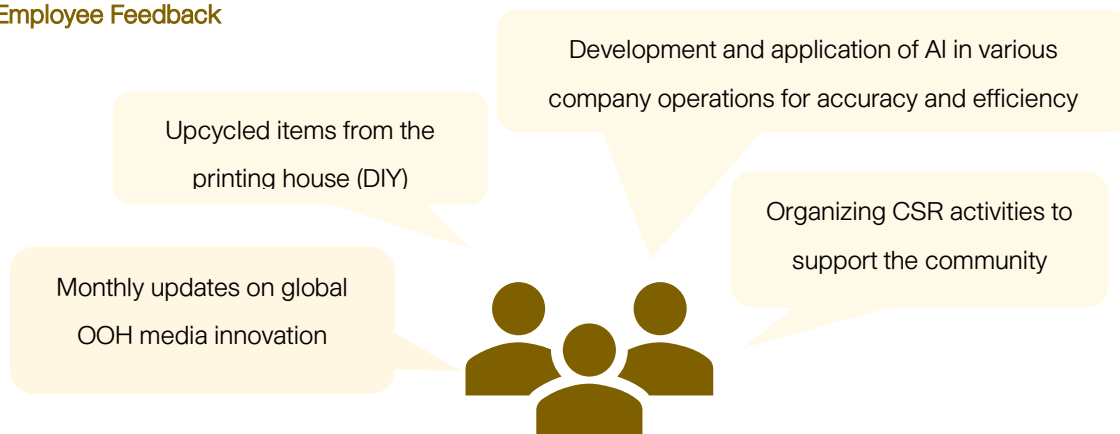 Employee Feedback
Development and application of AI in various
company operations for accuracy and efficiency
Upcycled items from the
printing house (DIY)
Organizing CSR activities to
support the community
Monthly updates on global
OOH media innovation